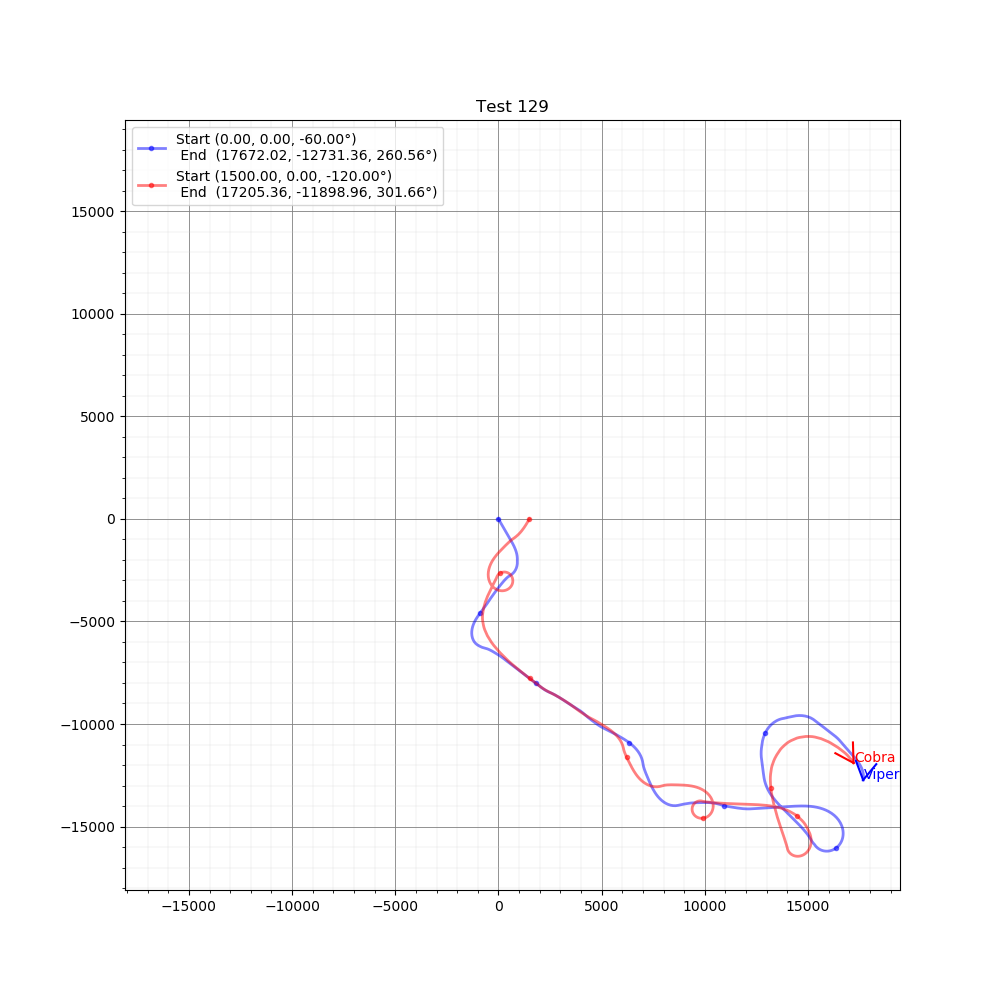 Test 129
Start (0.00, 0.00, -60.00°)
End  (17672.02, -12731.36, 260.56°)
Start (1500.00, 0.00, -120.00°)
End  (17205.36, -11898.96, 301.66°)
15000
10000
5000
0
−5000
−10000
−15000
Cobra
Viper
−15000 −10000 −5000 0 5000 10000 15000